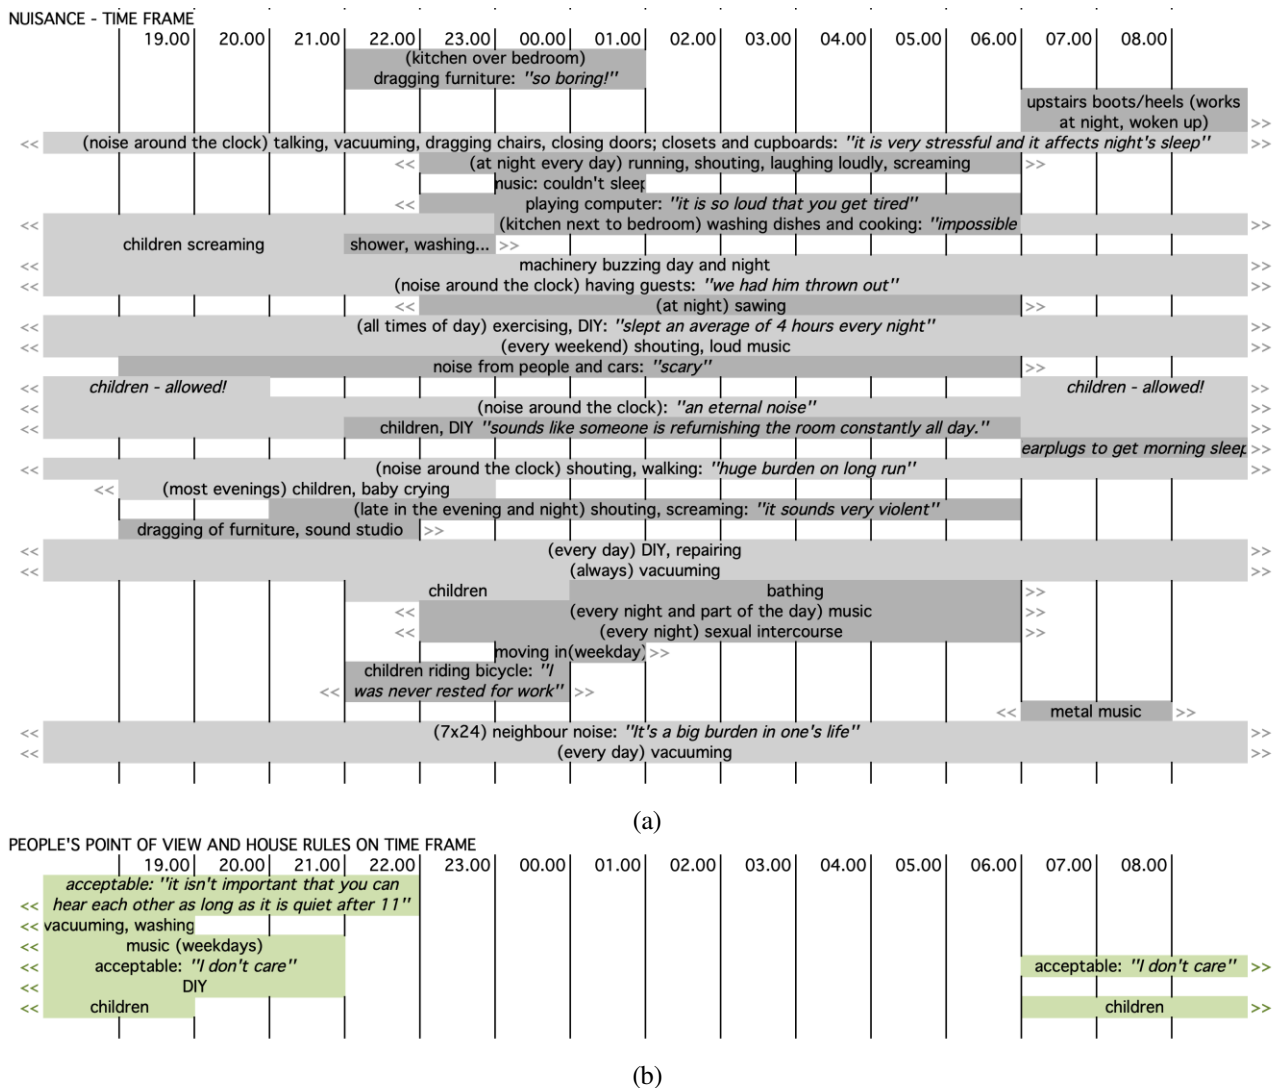 NUISANCE - TIME FRAME
19.00 20.00 21.00 22.00 23.00 00.00 01.00 02.00 03.00 04.00 05.00 06.00 07.00 08.00
(kitchen over bedroom)
dragging furniture: "so boring!"
upstairs boots/heels (works
at night, woken up) >>
<< (noise around the clock) talking, vacuuming, dragging chairs, closing doors; closets and cupboards: "it is very stressful and it affects night's sleep" >>
<< (at night every day) running, shouting, laughing loudly, screaming >>
music: couldn't sleep
<< playing computer: "it is so loud that you get tired"
<< (kitchen next to bedroom) washing dishes and cooking: "impossible >>
children screaming shower, washing... >>
<< machinery buzzing day and night >>
<< (noise around the clock) having guests: "we had him thrown out" >>
<< (at night) sawing >>
<< (all times of day) exercising, DIY: "slept an average of 4 hours every night" >>
<< (every weekend) shouting, loud music >>
noise from people and cars: "scary" >>
<< children - allowed! children - allowed! >>
<< (noise around the clock): "an eternal noise" >>
<< children, DIY "sounds like someone is refurnishing the room constantly all day." >>
earplugs to get morning sleep >>
<< (noise around the clock) shouting, walking: "huge burden on long run" >>
<< (most evenings) children, baby crying
(late in the evening and night) shouting, screaming: "it sounds very violent"
dragging of furniture, sound studio >>
<< (every day) DIY, repairing >>
<< (always) vacuuming >>
children bathing >>
<< (every night and part of the day) music >>
<< (every night) sexual intercourse >>
moving in(weekday) >>
children riding bicycle: "I
<< was never rested for work" >>
<< metal music >>
<< (7x24) neighbour noise: "It's a big burden in one's life" >>
<< (every day) vacuuming >>
(a)
PEOPLE'S POINT OF VIEW AND HOUSE RULES ON TIME FRAME
19.00 20.00 21.00 22.00 23.00 00.00 01.00 02.00 03.00 04.00 05.00 06.00 07.00 08.00
acceptable: "it isn't important that you can
<< hear each other as long as it is quiet after 11"
<< vacuuming, washing
<< music (weekdays)
<< acceptable: "I don't care" acceptable: "I don't care" >>
<< DIY
<< children children >>
(b)